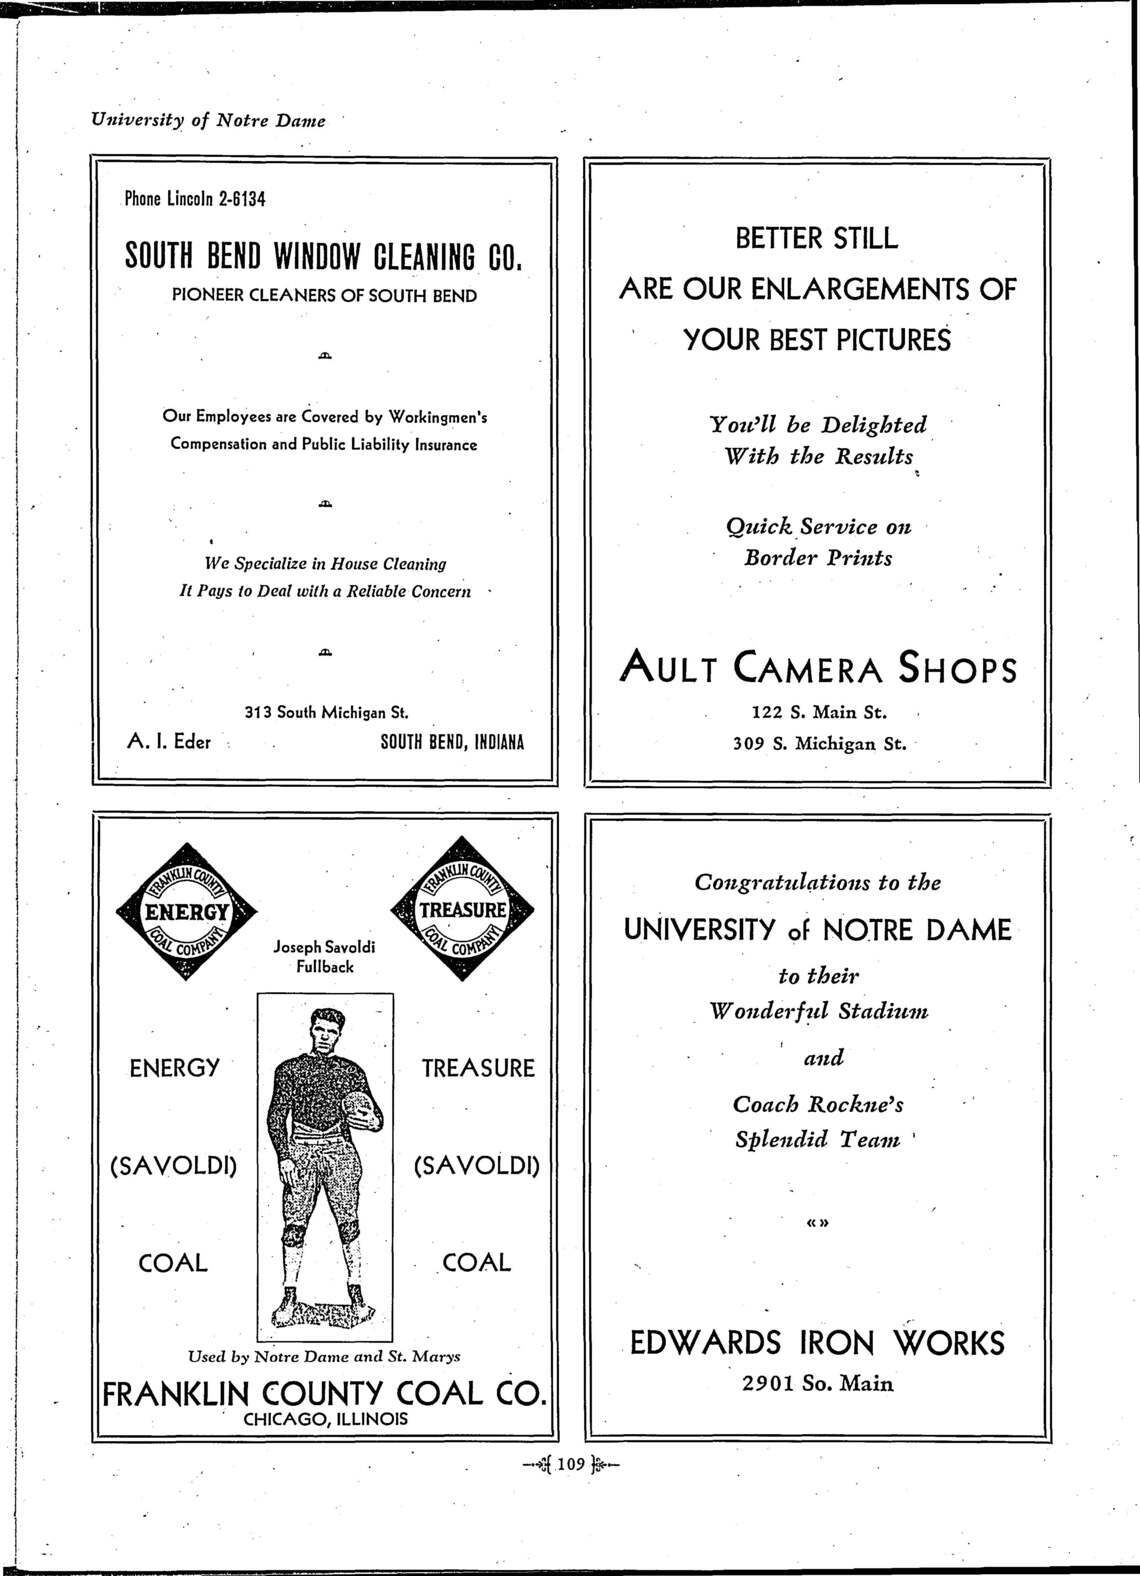 University of Notre Dame
Phone Lincoln 2-6134
SOUTH BEND WINDOW CLEANING CO.
PIONEER CLEANERS OF SOUTH BEND
Our Employees are Covered by Workingmen's
Compensation and Public Liability Insurance
We Specialize in House Cleaning
It Pays to Deal with a Reliable Concern
313 South Michigan St.
A. I. Eder
SOUTH BEND, INDIANA
BETTER STILL
ARE OUR ENLARGEMENTS OF
YOUR BEST PICTURES
You'll be Delighted
With the Results
Quick Service on
Border Prints
AULT CAMERA SHOPS
122 S. Main St.
309 S. Michigan St.
FRANKLIN COUNTY
ENERGY
COAL COMPANY
FRANKLIN COUNTY
TREASURE
COAL COMPANY
Joseph Savoldi
Fullback
ENERGY
(SAVOLDI)
COAL
TREASURE
(SAVOLDI)
COAL
Used by Notre Dame and St. Marys
FRANKLIN COUNTY COAL CO.
CHICAGO, ILLINOIS
Congratulations to the
UNIVERSITY of NOTRE DAME
to their
Wonderful Stadium
and
Coach Rockne's
Splendid Team
«»
EDWARDS IRON WORKS
2901 So. Main
109